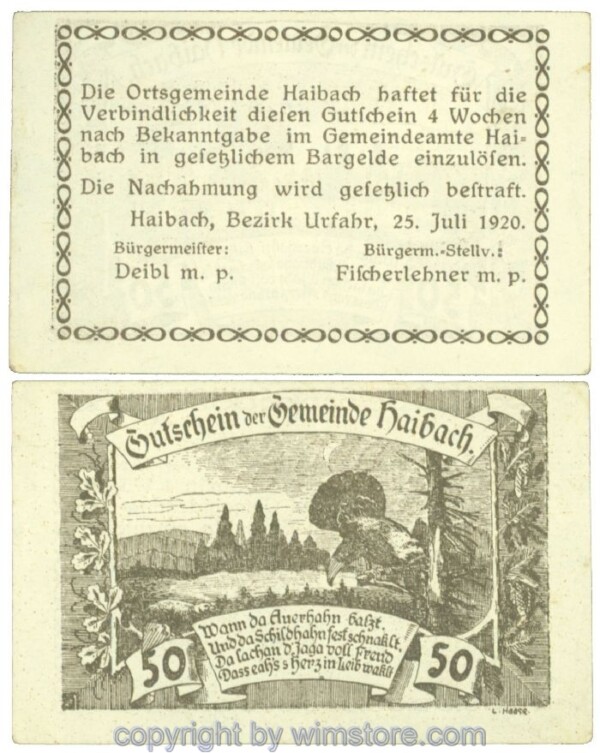 Die Ortsgemeinde Haibach haftet für die
Verbindlichkeit dieſen Gutſchein 4 Wochen
nach Bekanntgabe im Gemeindeamte Hai=
bach in geſetzlichem Bargelde einzulöſen.
Die Nachahmung wird geſetzlich beſtraft.
Haibach, Bezirk Urfahr, 25. Juli 1920.
Bürgermeiſter: Bürgerm.-Stellv.:
Deibl m. p. Fiſcherlehner m. p.
Gutschein der Gemeinde Haibach.
Wann da Auerhahn balzt.
Und da Schildhahn fest schnaklt.
Da lachan d'Jaga voll Freud
Dass eah's s Herz in Leib waklt
50 50
copyright by wimstore.com